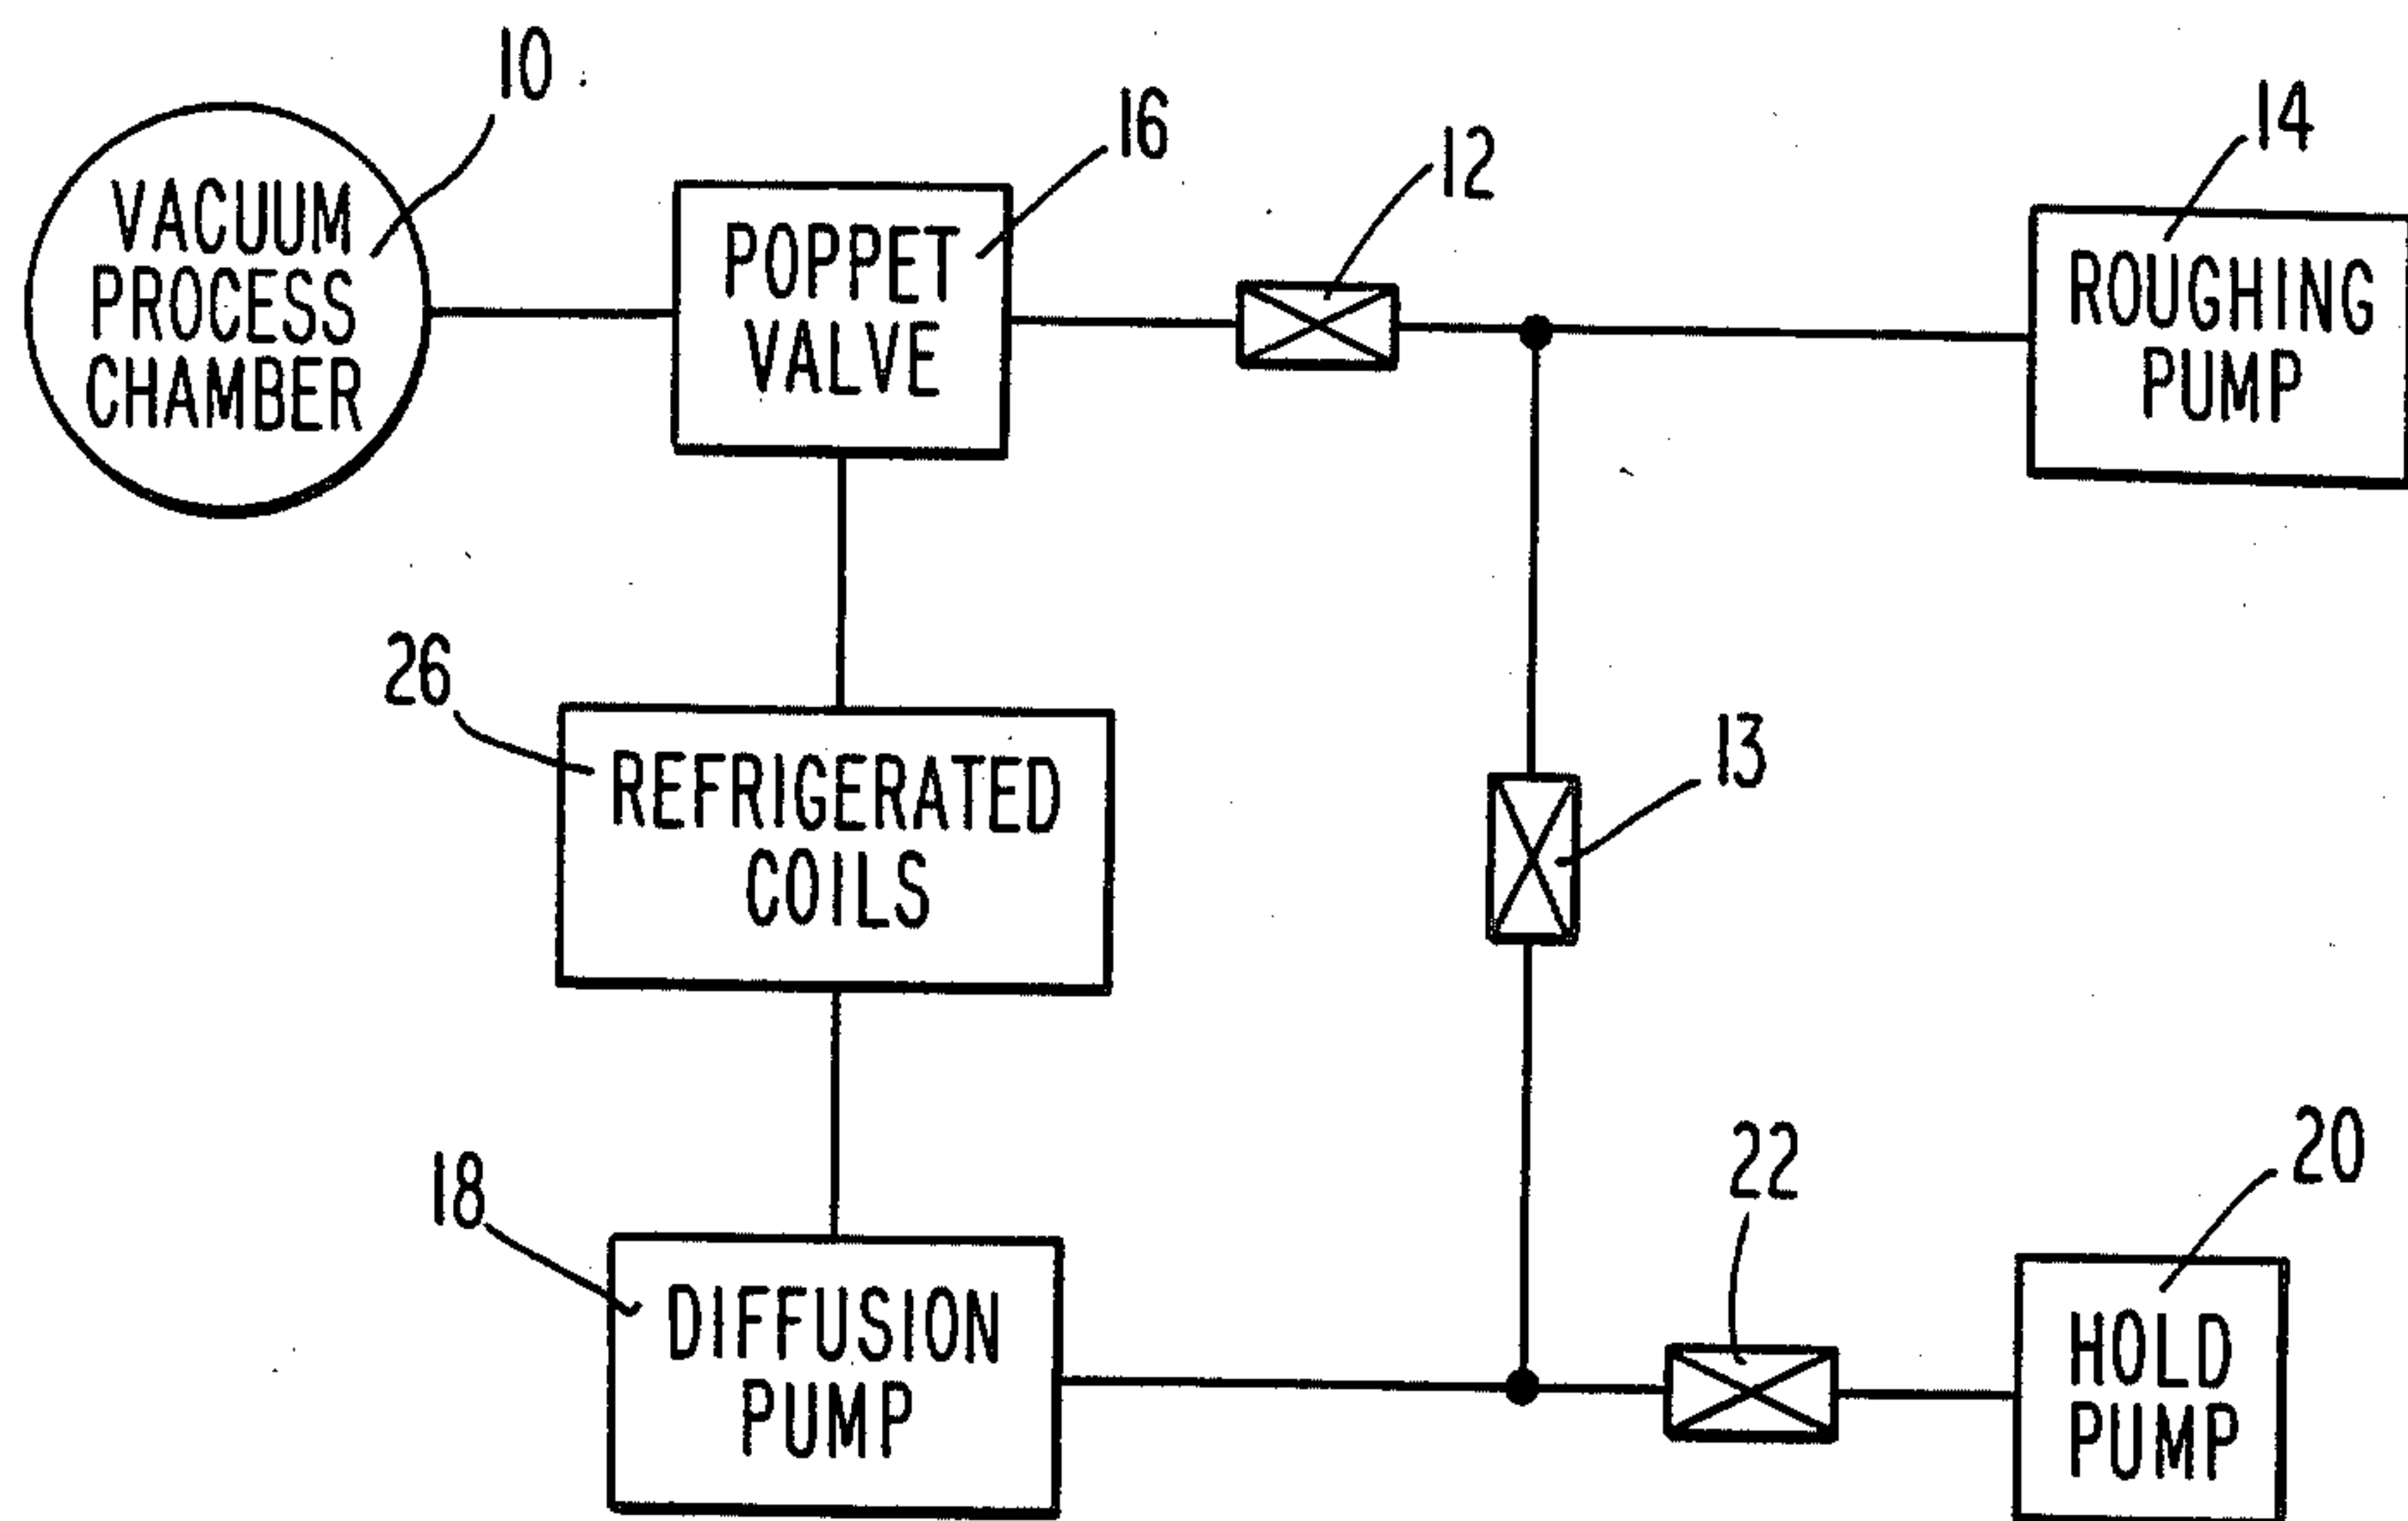 10
VACUUM
PROCESS
CHAMBER
16
POPPET
VALVE
12
14
ROUGHING
PUMP
26
REFRIGERATED
COILS
13
18
DIFFUSION
PUMP
22
20
HOLD
PUMP